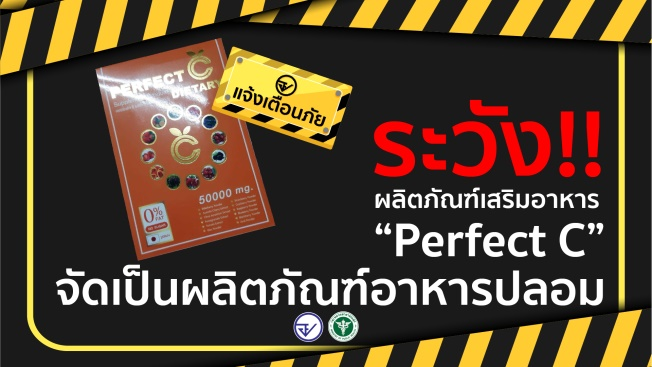 PERFECT C
DIETARY
50000 mg.
0%
FAT
แจ้งเตือนภัย
ระวัง!!
ผลิตภัณฑ์เสริมอาหาร
“Perfect C”
จัดเป็นผลิตภัณฑ์อาหารปลอม